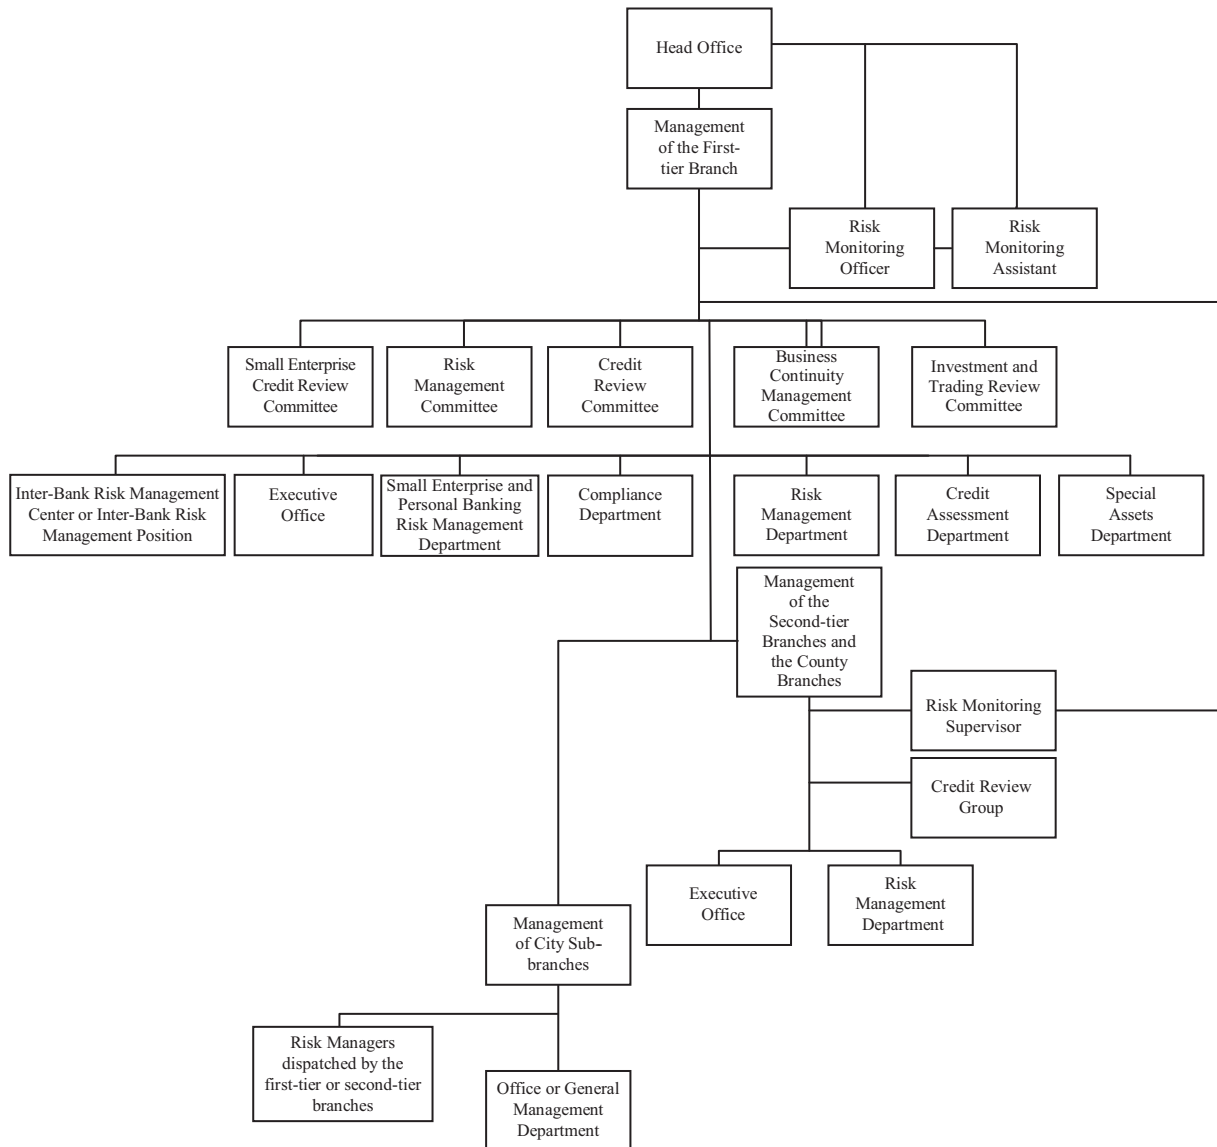 Head Office
Management
of the First-
tier Branch
Risk
Monitoring
Officer
Risk
Monitoring
Assistant
Small Enterprise
Credit Review
Committee
Risk
Management
Committee
Credit
Review
Committee
Business
Continuity
Management
Committee
Investment and
Trading Review
Committee
Inter-Bank Risk Management
Center or Inter-Bank Risk
Management Position
Executive
Office
Small Enterprise and
Personal Banking
Risk Management
Department
Compliance
Department
Risk
Management
Department
Credit
Assessment
Department
Special
Assets
Department
Management
of the
Second-tier
Branches and
the County
Branches
Risk Monitoring
Supervisor
Credit Review
Group
Executive
Office
Risk
Management
Department
Management
of City Sub-
branches
Risk Managers
dispatched by the
first-tier or second-tier
branches
Office or General
Management
Department